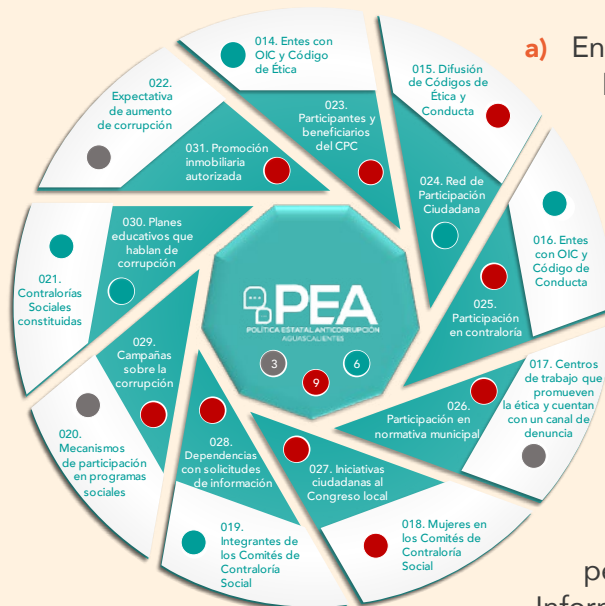 014. Entes con
OIC y Código
de Ética
a) En
015. Difusión
de Códigos de
Ética y
Conducta
022.
Expectativa
de aumento
de corrupción
023.
Participantes y
beneficiarios
del CPC
031. Promoción
inmobiliaria
autorizada
024. Red de
Participación
Ciudadana
016. Entes
con OIC y
Código de
Conducta
030. Planes
educativos que
hablan de
corrupción
021.
Contralorías
Sociales
constituidas
025.
Participación
en contraloría
PEA
POLÍTICA ESTATAL ANTICORRUPCIÓN
AGUASCALIENTES
3
9
6
029.
Campañas
sobre la
corrupción
017. Centros
de trabajo que
promueven
la ética y cuentan
con un canal de
denuncia
026.
Participación en
normativa municipal
020.
Mecanismos
de participación
en programas
sociales
028.
Dependencias
con solicitudes
de información
027. Iniciativas
ciudadanas al
Congreso local
019.
Integrantes de
los Comités de
Contraloría
Social
018. Mujeres en
los Comités de
Contraloría
Social
pe